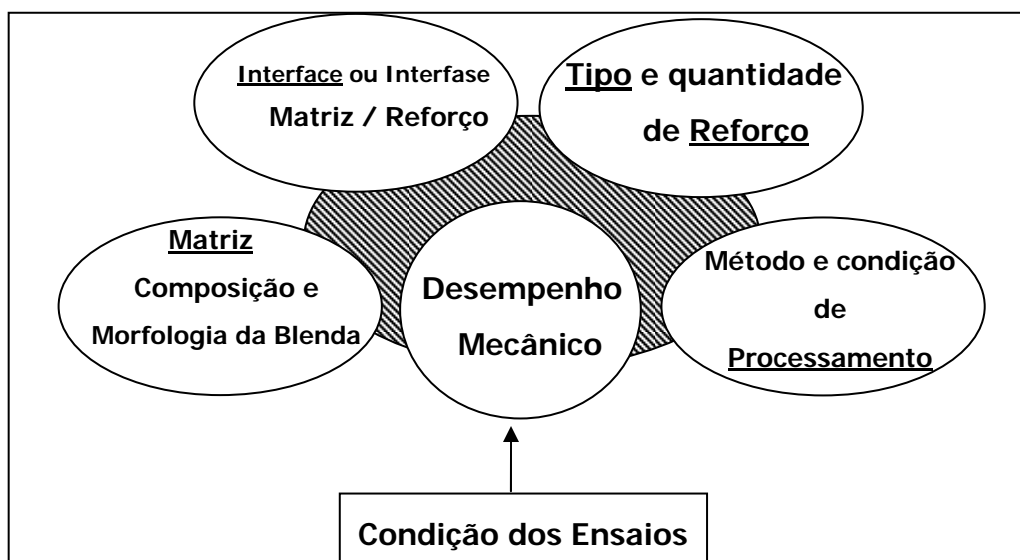 Interface ou Interfase
Matriz / Reforço
Tipo e quantidade
de Reforço
Matriz
Composição e
Morfologia da Blenda
Desempenho
Mecânico
Método e condição
de
Processamento
Condição dos Ensaios